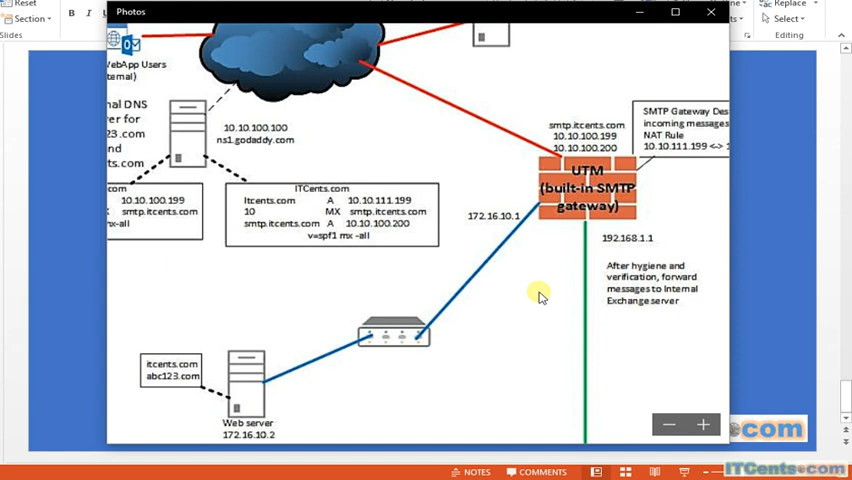 Reset
Section
Slides
B
I
Replace
Select
Editing
Photos
WebApp Users
ternal)
nal DNS
er for
23.com
nd
ts.com
10.10.100.100
ns1.godaddy.com
com
10.10.100.199
X smtp.itcents.com
mx-all
ITCents.com
Itcents.com A 10.10.111.199
10 MX smtp.itcents.com
smtp.itcents.com A 10.10.100.200
v=spf1 mx -all
smtp.itcents.com
10.10.100.199
10.10.100.200
SMTP Gateway Des
incoming messages
NAT Rule
10.10.111.199 <-> 1
UTM
(built-in SMTP
gateway)
172.16.10.1
192.168.1.1
After hygiene and
verification, forward
messages to Internal
Exchange server
itcents.com
abc123.com
Web server
172.16.10.2
com
NOTES
COMMENTS
ITCents.com